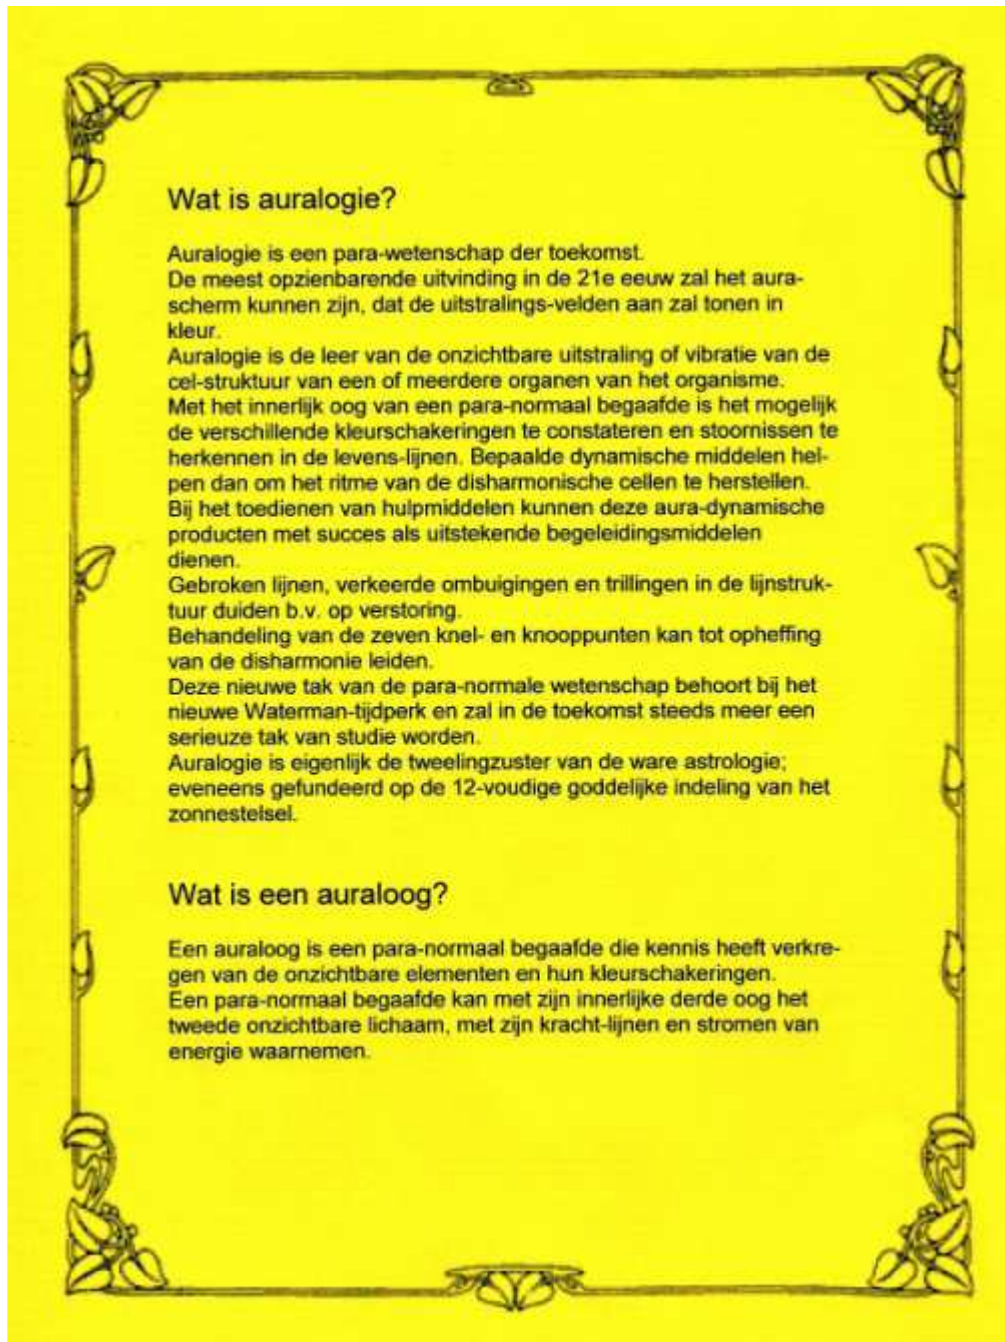 Wat is auralogie?
Auralogie is een para-wetenschap der toekomst.
De meest opzienbarende uitvinding in de 21e eeuw zal het aura-
scherm kunnen zijn, dat de uitstralings-velden aan zal tonen in
kleur.
Auralogie is de leer van de onzichtbare uitstraling of vibratie van de
cel-struktuur van een of meerdere organen van het organisme.
Met het innerlijk oog van een para-normaal begaafde is het mogelijk
de verschillende kleurschakeringen te constateren en stoornissen te
herkennen in de levens-lijnen. Bepaalde dynamische middelen hel-
pen dan om het ritme van de disharmonische cellen te herstellen.
Bij het toedienen van hulpmiddelen kunnen deze aura-dynamische
producten met succes als uitstekende begeleidingsmiddelen
dienen.
Gebroken lijnen, verkeerde ombuigingen en trillingen in de lijnstruk-
tuur duiden b.v. op verstoring.
Behandeling van de zeven knel- en knooppunten kan tot opheffing
van de disharmonie leiden.
Deze nieuwe tak van de para-normale wetenschap behoort bij het
nieuwe Waterman-tijdperk en zal in de toekomst steeds meer een
serieuze tak van studie worden.
Auralogie is eigenlijk de tweelingzuster van de ware astrologie;
eveneens gefundeerd op de 12-voudige goddelijke indeling van het
zonnestelsel.
Wat is een auraloog?
Een auraloog is een para-normaal begaafde die kennis heeft verkre-
gen van de onzichtbare elementen en hun kleurschakeringen.
Een para-normaal begaafde kan met zijn innerlijke derde oog het
tweede onzichtbare lichaam, met zijn kracht-lijnen en stromen van
energie waarnemen.